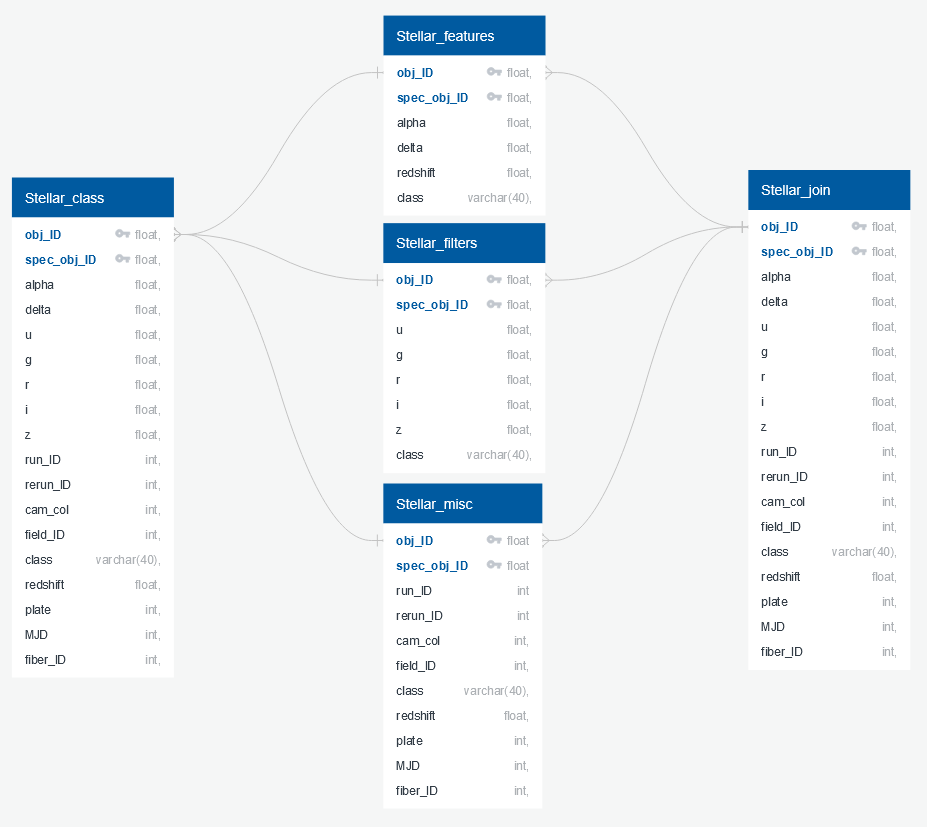 Stellar_features
obj_ID float,
spec_obj_ID float,
alpha float,
delta float,
redshift float,
class varchar(40),
Stellar_class
obj_ID float,
spec_obj_ID float,
alpha float,
delta float,
u float,
g float,
r float,
i float,
z float,
run_ID int,
rerun_ID int,
cam_col int,
field_ID int,
class varchar(40),
redshift float,
plate int,
MJD int,
fiber_ID int,
Stellar_filters
obj_ID float,
spec_obj_ID float,
u float,
g float,
r float,
i float,
z float,
class varchar(40),
Stellar_misc
obj_ID float
spec_obj_ID float
run_ID int
rerun_ID int
cam_col int,
field_ID int,
class varchar(40),
redshift float,
plate int,
MJD int,
fiber_ID int,
Stellar_join
obj_ID float,
spec_obj_ID float,
alpha float,
delta float,
u float,
g float,
r float,
i float,
z float,
run_ID int,
rerun_ID int,
cam_col int,
field_ID int,
class varchar(40),
redshift float,
plate int,
MJD int,
fiber_ID int,